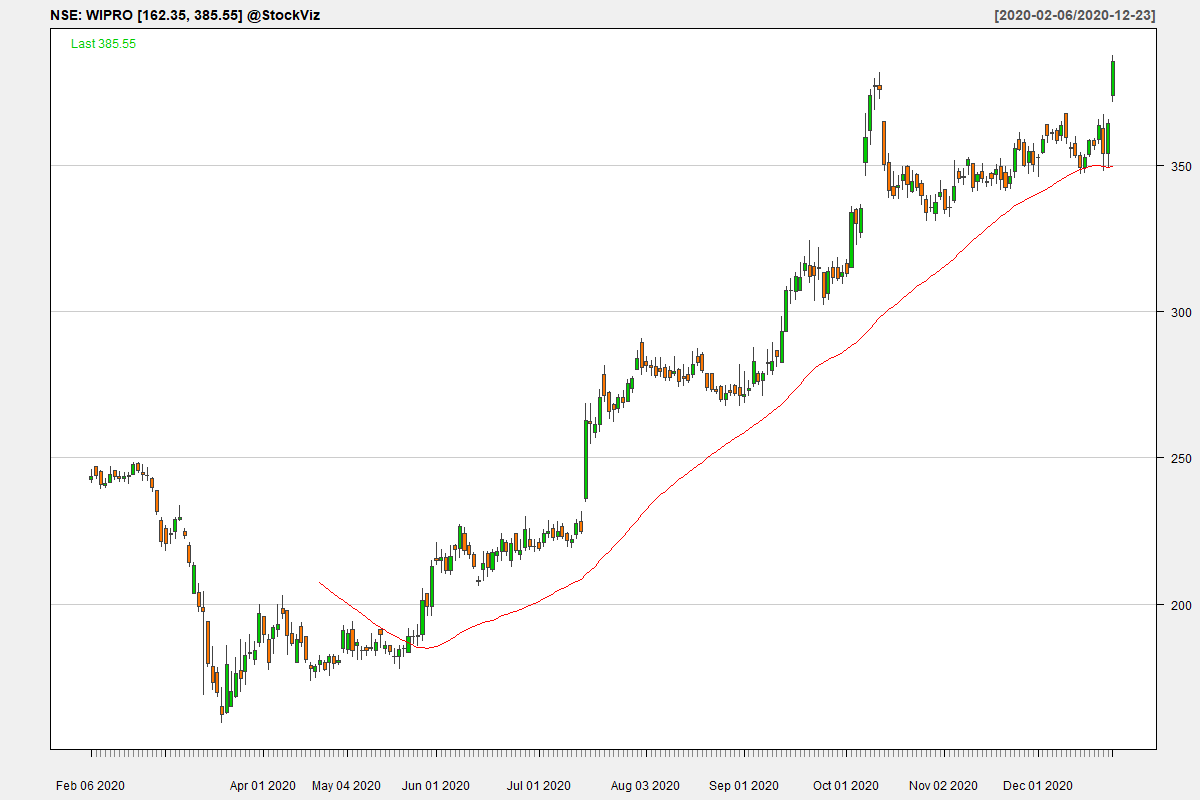 NSE: WIPRO [162.35, 385.55] @StockViz
[2020-02-06/2020-12-23]
Last 385.55
350
300
250
200
Feb 06 2020
Apr 01 2020
May 04 2020
Jun 01 2020
Jul 01 2020
Aug 03 2020
Sep 01 2020
Oct 01 2020
Nov 02 2020
Dec 01 2020